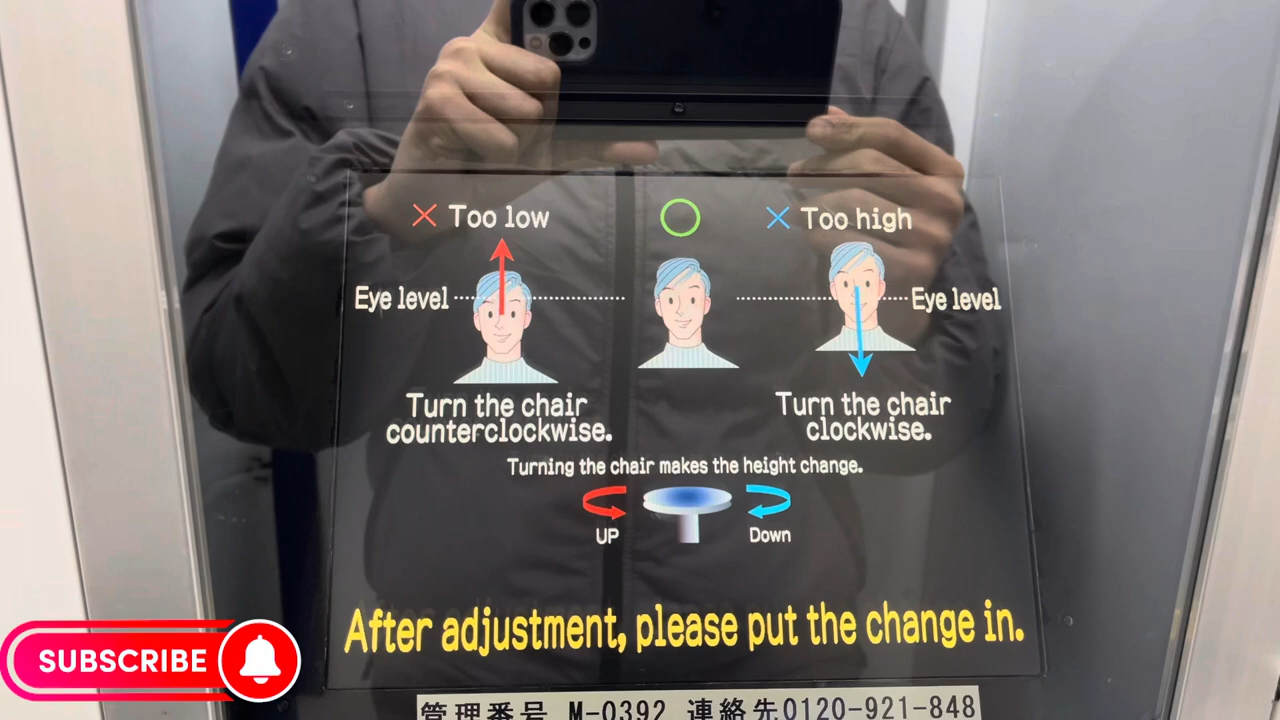 Too low
Too high
Eye level
Eye level
Turn the chair
counterclockwise.
Turn the chair
clockwise.
Turning the chair makes the height change.
UP
Down
After adjustment, please put the change in.
SUBSCRIBE
管理番号 M-0392 連絡先0120-921-848